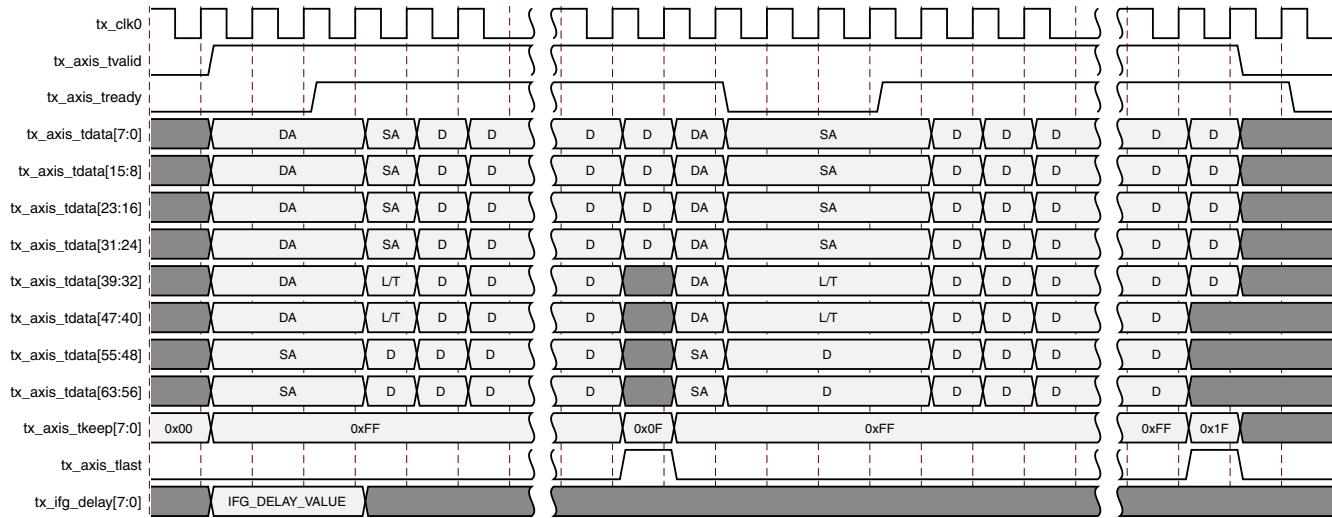 tx_clk0
tx_axis_tvalid
tx_axis_tready
tx_axis_tdata[7:0] DA SA D D D D DA SA D D D D D
tx_axis_tdata[15:8] DA SA D D D D DA SA D D D D D
tx_axis_tdata[23:16] DA SA D D D D DA SA D D D D D
tx_axis_tdata[31:24] DA SA D D D D DA SA D D D D D
tx_axis_tdata[39:32] DA L/T D D D DA L/T D D D D D
tx_axis_tdata[47:40] DA L/T D D D DA L/T D D D D
tx_axis_tdata[55:48] SA D D D D SA D D D D D
tx_axis_tdata[63:56] SA D D D D SA D D D D D
tx_axis_tkeep[7:0] 0x00 0xFF 0x0F 0xFF 0xFF 0x1F
tx_axis_tlast
tx_ifg_delay[7:0] IFG_DELAY_VALUE